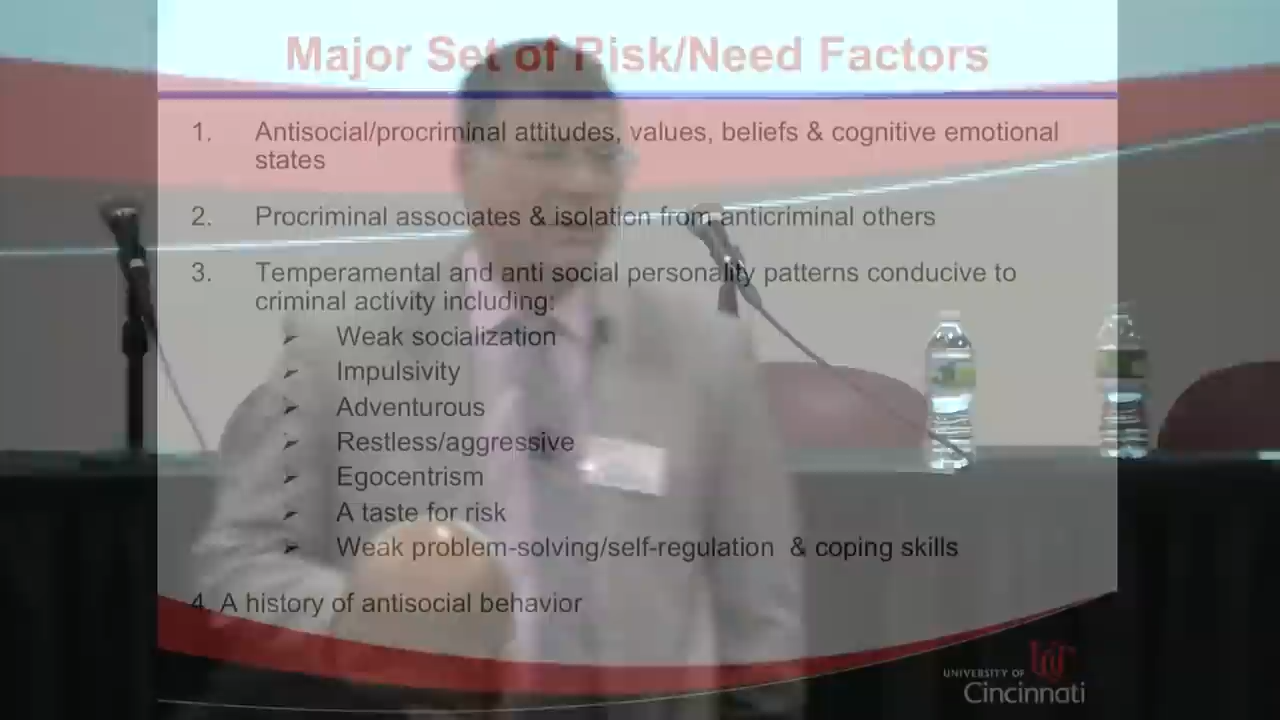 Major Set of Risk/Need Factors
1. Antisocial/procriminal attitudes, values, beliefs & cognitive emotional
states
2. Procriminal associates & isolation from anticriminal others
3. Temperamental and anti social personality patterns conducive to
criminal activity including:
➢ Weak socialization
➢ Impulsivity
➢ Adventurous
➢ Restless/aggressive
➢ Egocentrism
➢ A taste for risk
➢ Weak problem-solving/self-regulation & coping skills
4. A history of antisocial behavior
UNIVERSITY OF
Cincinnati